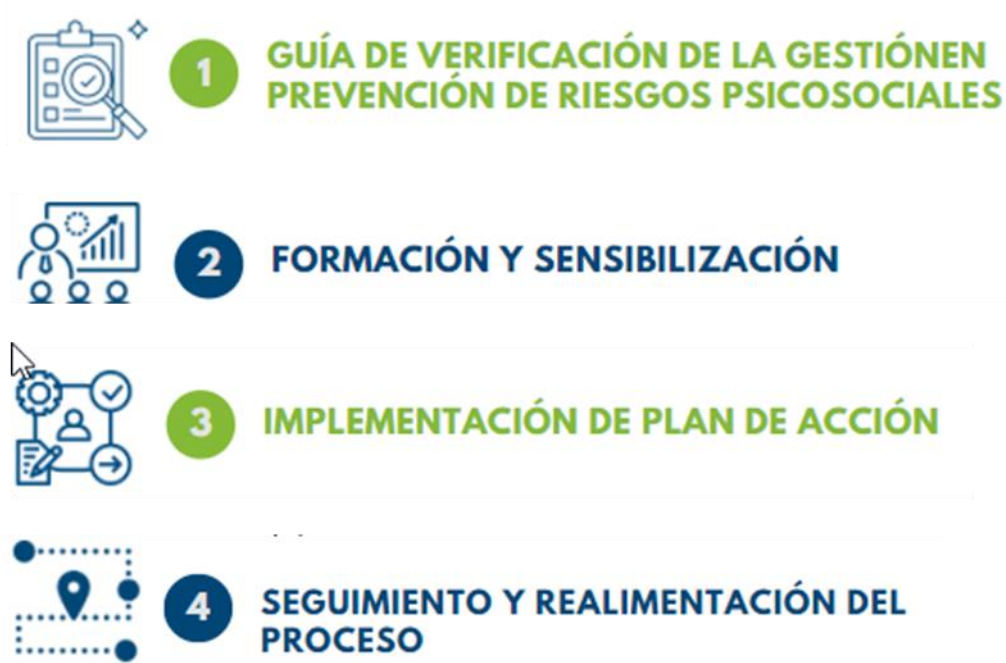 1 GUÍA DE VERIFICACIÓN DE LA GESTIÓNEN
PREVENCIÓN DE RIESGOS PSICOSOCIALES
2 FORMACIÓN Y SENSIBILIZACIÓN
3 IMPLEMENTACIÓN DE PLAN DE ACCIÓN
4 SEGUIMIENTO Y REALIMENTACIÓN DEL
PROCESO